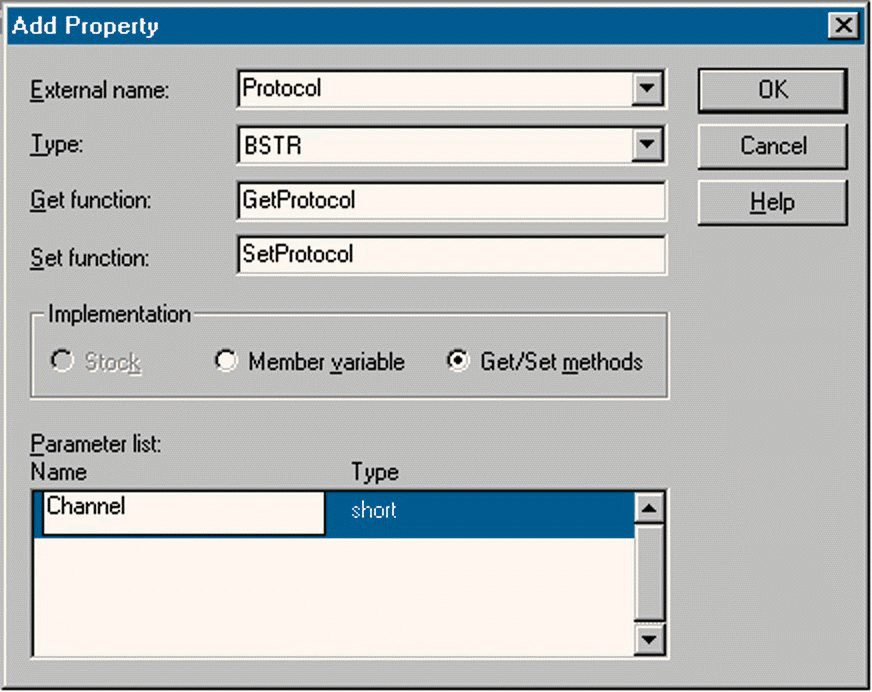 Add Property
External name: Protocol OK
Type: BSTR Cancel
Get function: GetProtocol Help
Set function: SetProtocol
Implementation
Stock Member variable Get/Set methods
Parameter list:
Name Type
Channel short